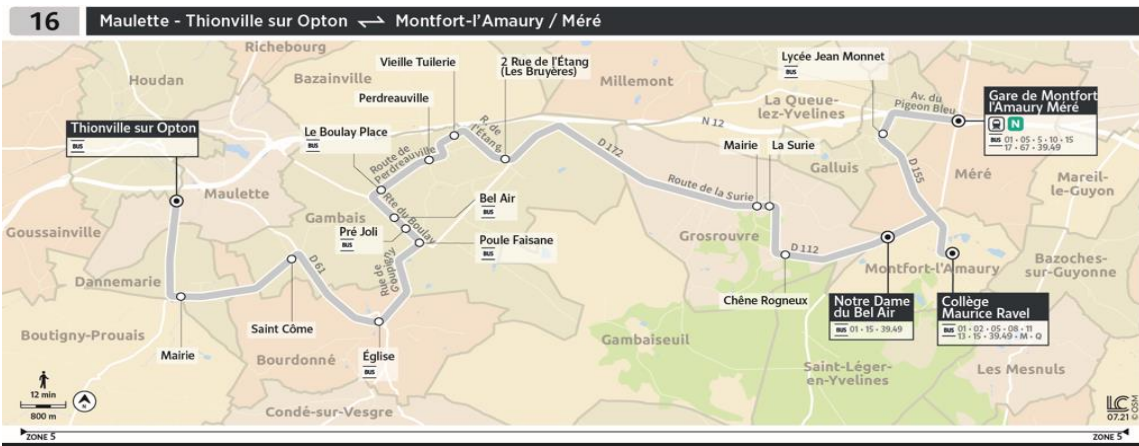 16
Maulette - Thionville sur Opton ⇌ Montfort-l'Amaury / Méré
Richebourg
Houdan
Bazainville
Vieille Tuilerie
2 Rue de l'Étang
(Les Bruyères)
Millemont
Lycée Jean Monnet
BUS
Perdreauville
La Queue-
lez-Yvelines
Av. du
Pigeon Bleu
Gare de Montfort
l'Amaury Méré
N
BUS 01 • 05 • 5 • 10 • 15
17 • 67 • 39.49
Thionville sur Opton
BUS
Le Boulay Place
BUS
R. de
l'Étang
N 12
D 172
Mairie
La Surie
Route de
Perdreauville
Galluis
D 155
Méré
Mareil-
le-Guyon
Maulette
Route de la Surie
Gambais
Rte du Boulay
Bel Air
BUS
Pré Joli
BUS
Poule Faisane
BUS
Goussainville
Grosrouvre
D 112
Rue de
Goupigny
D 61
Dannemarie
Montfort-l'Amaury
Bazoches-
sur-Guyonne
Chêne Rogneux
Notre Dame
du Bel Air
BUS 01 • 15 • 39.49
Collège
Maurice Ravel
BUS 01 • 02 • 05 • 08 • 11
13 • 15 • 39.49 • M • Q
Saint Côme
Boutigny-Prouais
Mairie
Bourdonné
Église
BUS
Gambaiseuil
Saint-Léger-
en-Yvelines
Les Mesnuls
12 min
800 m
N
Condé-sur-Vesgre
LC
07.21
© OSM
ZONE 5
ZONE 5